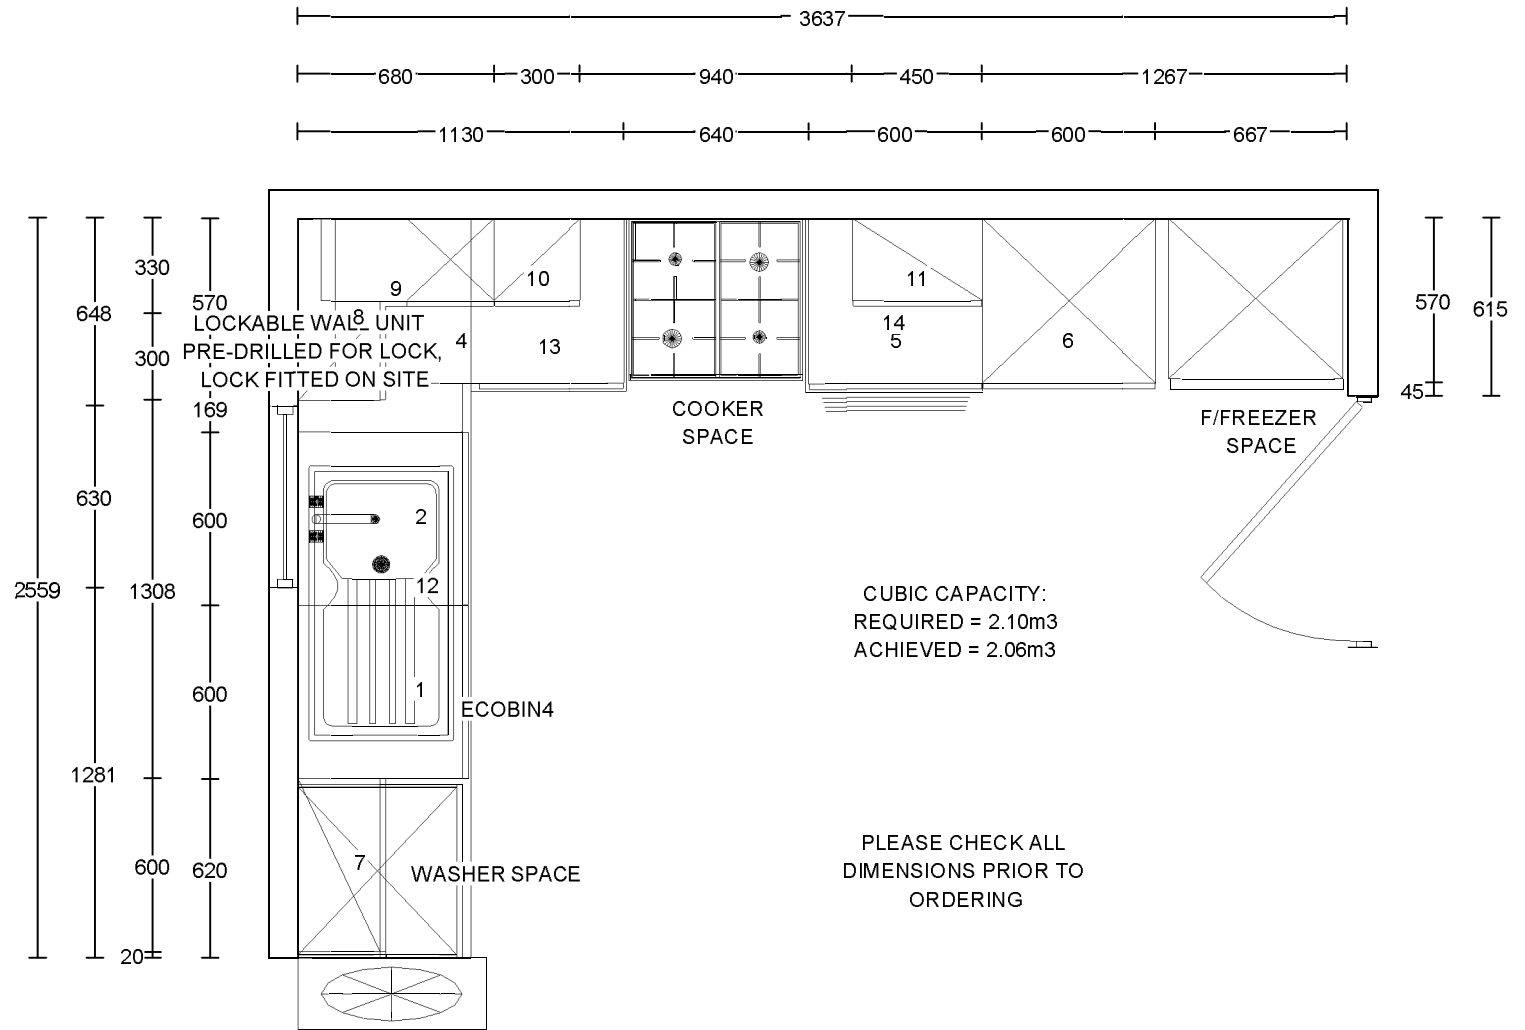 3637
680 300 940 450 1267
1130 640 600 600 667
330
648
570
300
169
630
600
2559
1308
600
1281
600
620
20
570
615
45
9
10
11
8
LOCKABLE WALL UNIT
PRE-DRILLED FOR LOCK,
LOCK FITTED ON SITE
4
13
14
5
6
COOKER
SPACE
F/FREEZER
SPACE
2
12
1
ECOBIN4
CUBIC CAPACITY:
REQUIRED = 2.10m3
ACHIEVED = 2.06m3
7
WASHER SPACE
PLEASE CHECK ALL
DIMENSIONS PRIOR TO
ORDERING